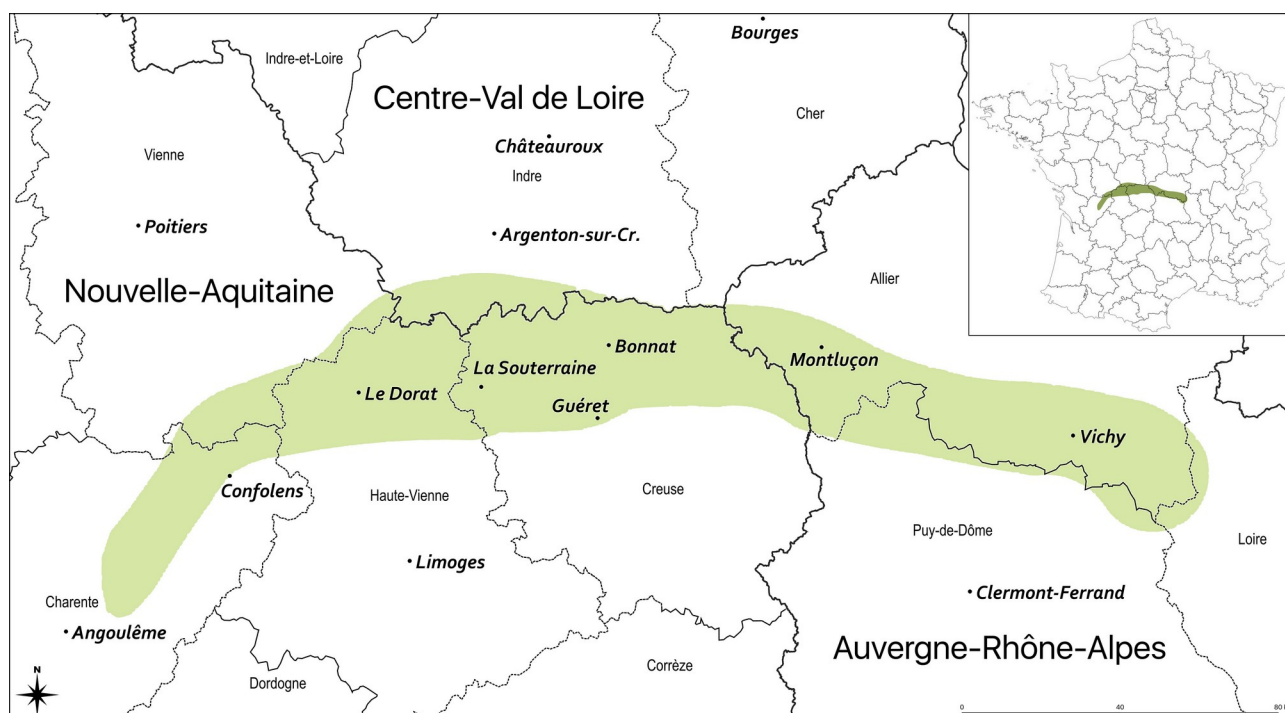 Bourges
Indre-et-Loire
Centre-Val de Loire
Cher
Châteauroux
Vienne
Indre
Poitiers
Argenton-sur-Cr.
Allier
Nouvelle-Aquitaine
Bonnat
Montluçon
La Souterraine
Le Dorat
Guéret
Vichy
Confolens
Haute-Vienne
Creuse
Puy-de-Dôme
Loire
Limoges
Clermont-Ferrand
Charente
Angoulême
Auvergne-Rhône-Alpes
Corrèze
N
Dordogne
0 40 80